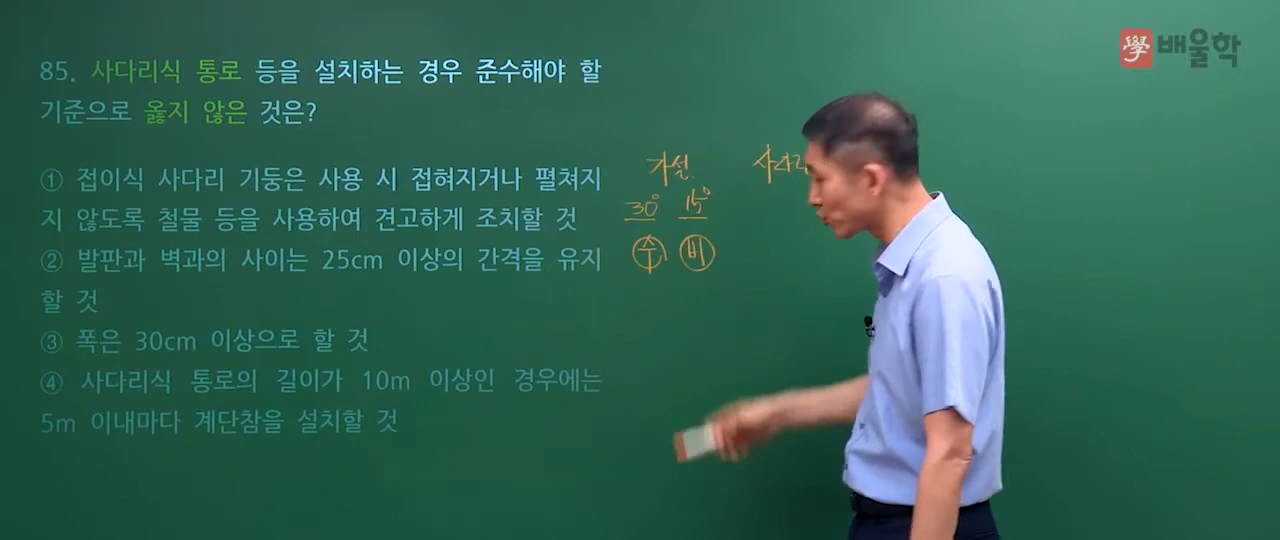 學 배울학
85. 사다리식 통로 등을 설치하는 경우 준수해야 할
기준으로 옳지 않은 것은?
① 접이식 사다리 기둥은 사용 시 접혀지거나 펼쳐지
지 않도록 철물 등을 사용하여 견고하게 조치할 것
② 발판과 벽과의 사이는 25cm 이상의 간격을 유지
할 것
③ 폭은 30cm 이상으로 할 것
④ 사다리식 통로의 길이가 10m 이상인 경우에는
5m 이내마다 계단참을 설치할 것
가설. 사다리
30° 15°
수 비